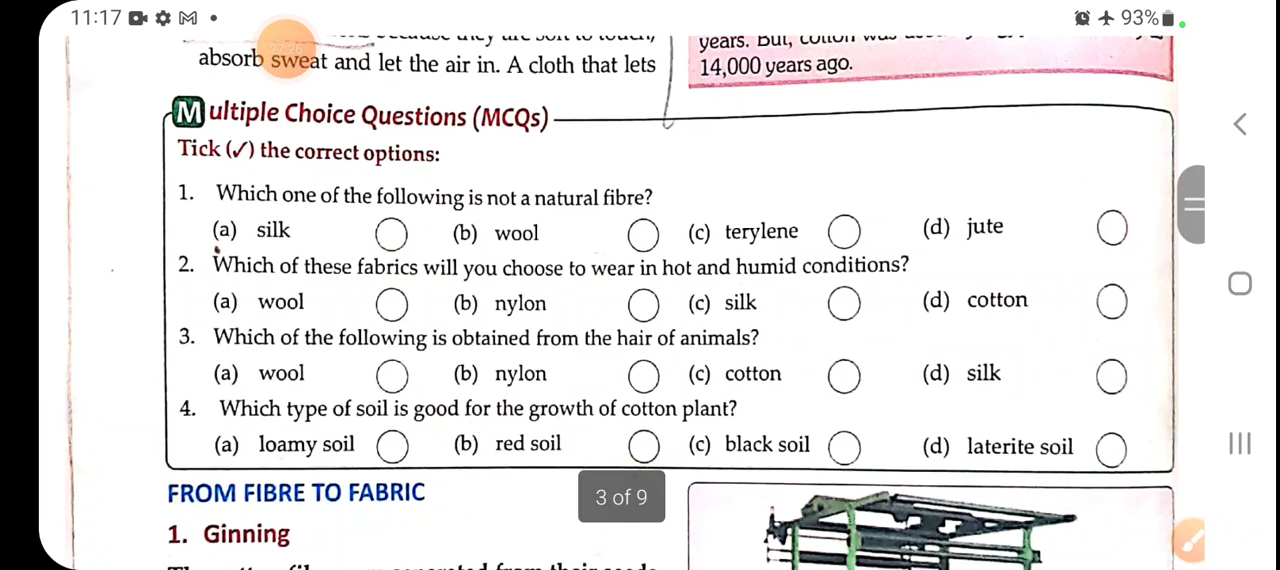 11:17
93%
27:26
absorb sweat and let the air in. A cloth that lets
14,000 years ago.
Multiple Choice Questions (MCQs)
Tick (✓) the correct options:
1. Which one of the following is not a natural fibre?
(a) silk (b) wool (c) terylene (d) jute
2. Which of these fabrics will you choose to wear in hot and humid conditions?
(a) wool (b) nylon (c) silk (d) cotton
3. Which of the following is obtained from the hair of animals?
(a) wool (b) nylon (c) cotton (d) silk
4. Which type of soil is good for the growth of cotton plant?
(a) loamy soil (b) red soil (c) black soil (d) laterite soil
FROM FIBRE TO FABRIC
3 of 9
1. Ginning